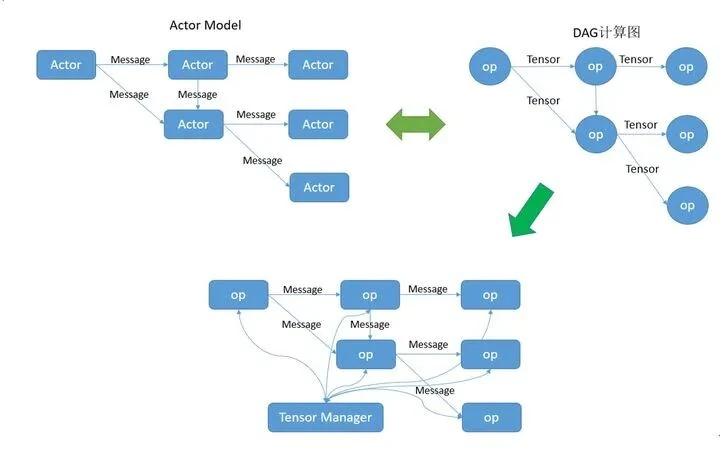 Actor Model
Actor Message Actor Message Actor
Message Message
Actor Message Actor
Message
Actor
DAG计算图
op Tensor op Tensor op
Tensor
op Tensor op
Tensor
op
op Message op Message op
Message Message
op Message op
Message
Tensor Manager op